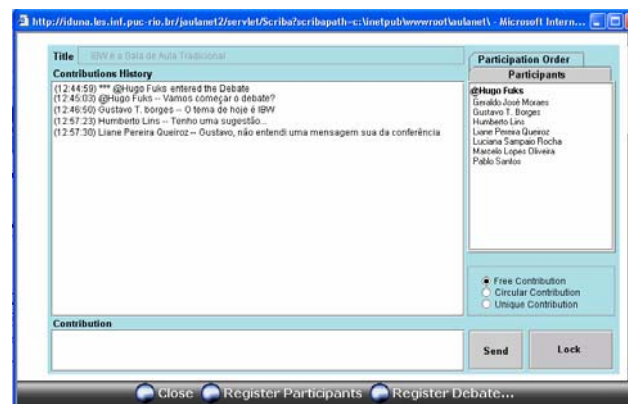 http://iduna.les.inf.puc-rio.br/jaulanet2/servlet/Scriba?scribapath=c:\inetpub\wwwroot\aulanet\ - Microsoft Intern...
Title IBW e a Sala de Aula Tradicional
Contributions History
(12:44:59) *** @Hugo Fuks entered the Debate
(12:45:03) @Hugo Fuks -- Vamos começar o debate?
(12:46:50) Gustavo T. borges -- O tema de hoje é IBW
(12:57:23) Humberto Lins -- Tenho uma sugestão...
(12:57:30) Liane Pereira Queiroz -- Gustavo, não entendi uma mensagem sua da conferência
Participation Order
Participants
@Hugo Fuks
Geraldo José Moraes
Gustavo T. Borges
Humberto Lins
Liane Pereira Queiroz
Luciana Sampaio Rocha
Marcelo Lopes Oliveira
Pablo Santos
Free Contribution
Circular Contribution
Unique Contribution
Contribution
Send Lock
Close Register Participants Register Debate...